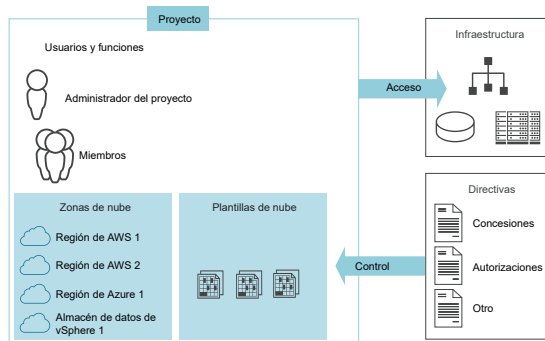 Proyecto
Usuarios y funciones
Administrador del proyecto
Miembros
Zonas de nube
Región de AWS 1
Región de AWS 2
Región de Azure 1
Almacén de datos de
vSphere 1
Plantillas de nube
Acceso
Infraestructura
Control
Directivas
Concesiones
Autorizaciones
Otro